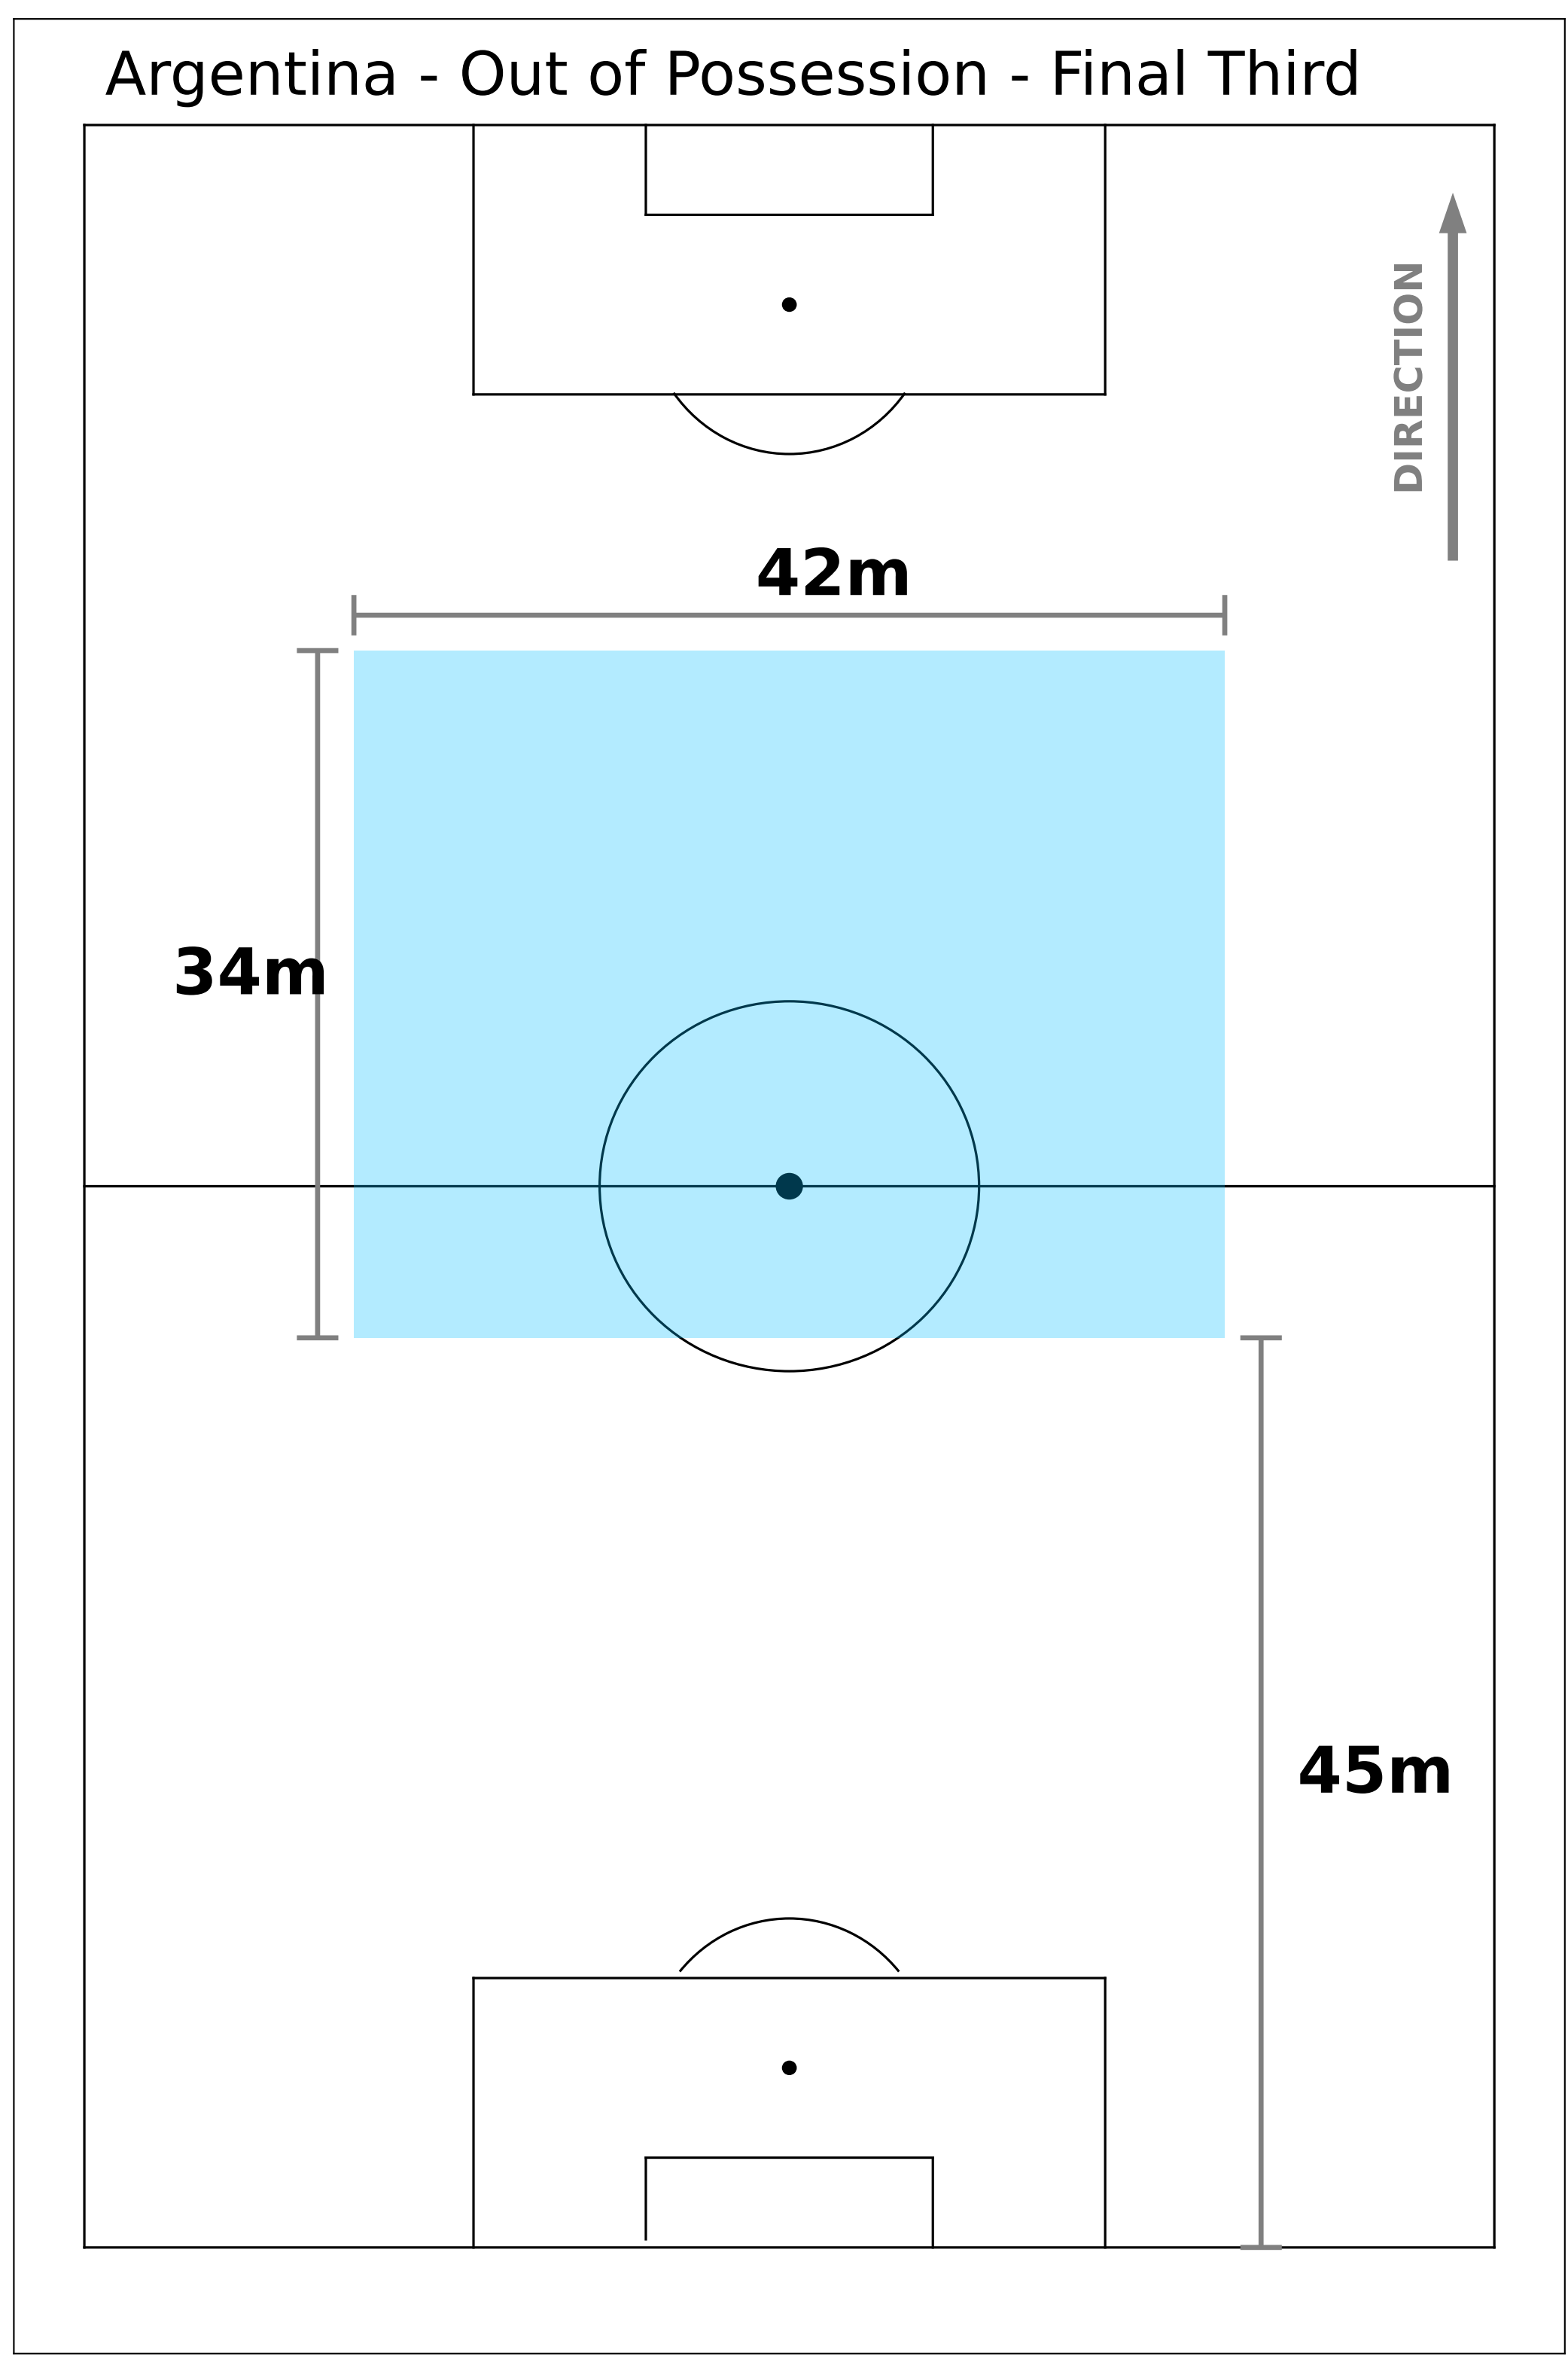 Argentina - Out of Possession - Final Third
DIRECTION
42m
34m
45m